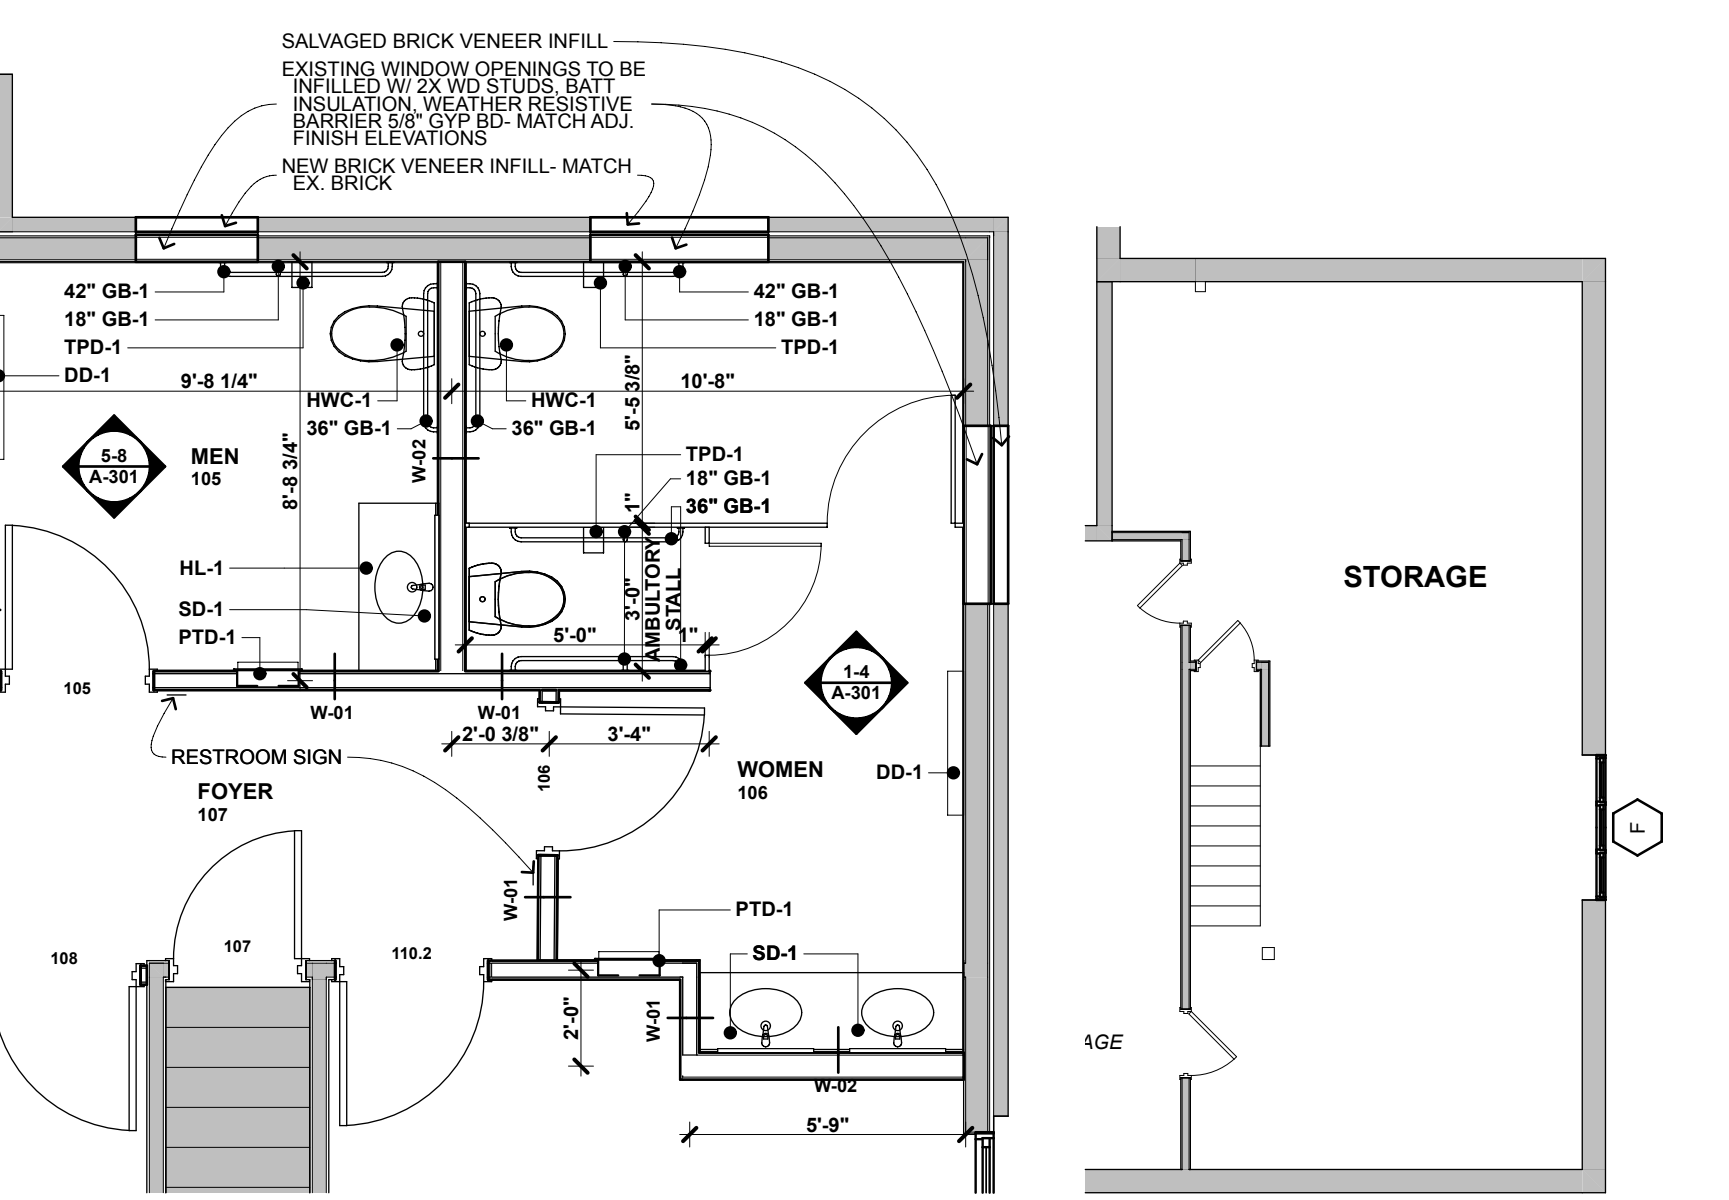 SALVAGED BRICK VENEER INFILL
EXISTING WINDOW OPENINGS TO BE
INFILLED W/ 2X WD STUDS, BATT
INSULATION, WEATHER RESISTIVE
BARRIER 5/8" GYP BD- MATCH ADJ.
FINISH ELEVATIONS
NEW BRICK VENEER INFILL- MATCH
EX. BRICK
42" GB-1
18" GB-1
TPD-1
DD-1
9'-8 1/4"
HWC-1
36" GB-1
W-02
8'-8 3/4"
5-8
A-301
MEN
105
HL-1
SD-1
PTD-1
42" GB-1
18" GB-1
TPD-1
5'-5 3/8"
10'-8"
HWC-1
36" GB-1
TPD-1
18" GB-1
36" GB-1
1"
3'-0"
AMBULTORY
STALL
5'-0"
1"
1-4
A-301
105
W-01
W-01
2'-0 3/8"
3'-4"
RESTROOM SIGN
106
FOYER
107
WOMEN
106
DD-1
W-01
PTD-1
SD-1
108
107
110.2
2'-0"
W-01
W-02
5'-9"
STORAGE
F
AGE